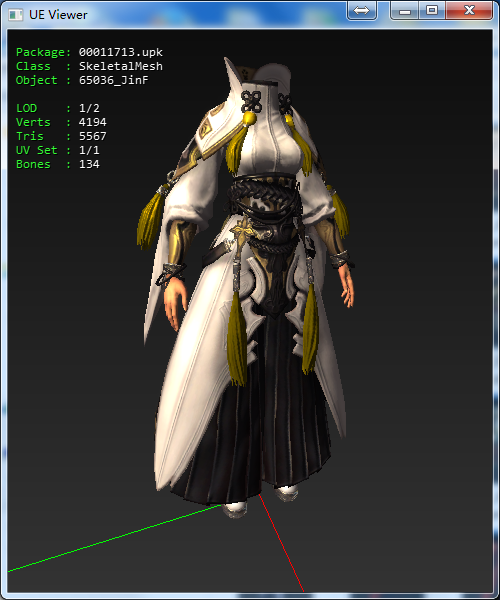 UE Viewer
Package: 00011713.upk
Class : SkeletalMesh
Object : 65036_JinF
LOD : 1/2
Verts : 4194
Tris : 5567
UV Set : 1/1
Bones : 134